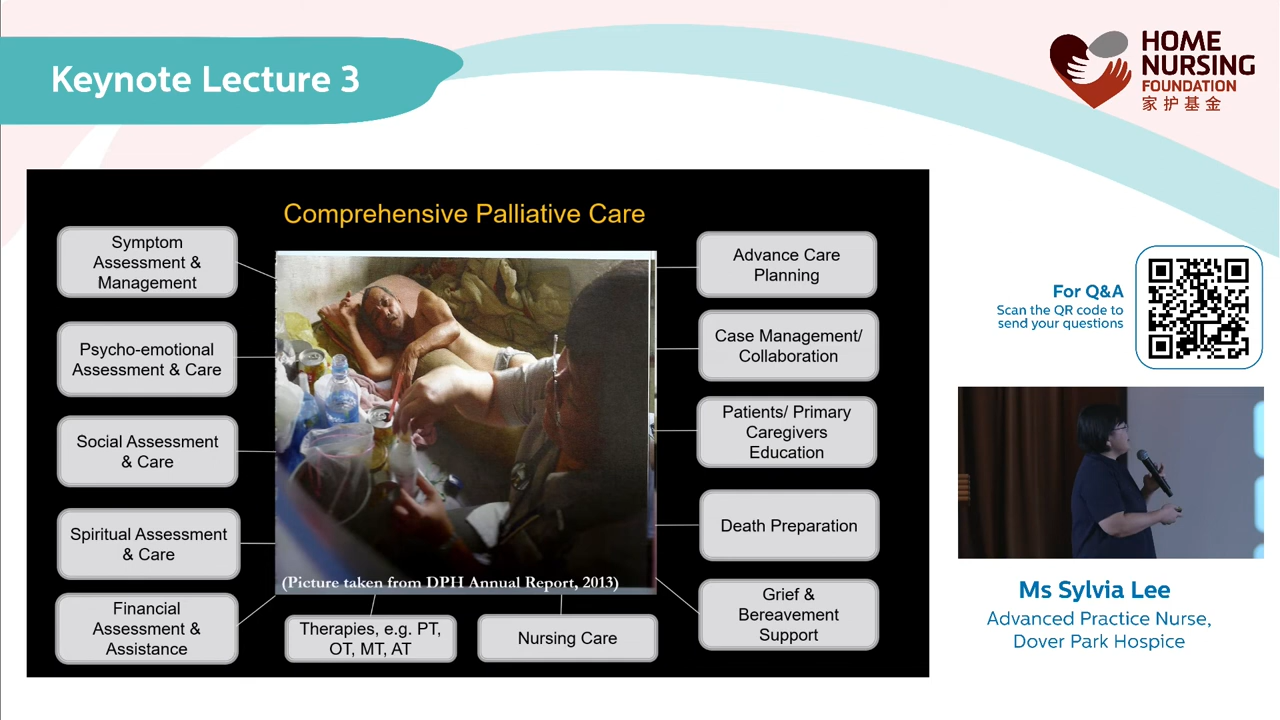 Keynote Lecture 3
HOME
NURSING
FOUNDATION
家护基金
Comprehensive Palliative Care
Symptom
Assessment &
Management
Psycho-emotional
Assessment & Care
Social Assessment
& Care
Spiritual Assessment
& Care
Financial
Assessment &
Assistance
(Picture taken from DPH Annual Report, 2013)
Therapies, e.g. PT,
OT, MT, AT
Nursing Care
Advance Care
Planning
Case Management/
Collaboration
Patients/ Primary
Caregivers
Education
Death Preparation
Grief &
Bereavement
Support
For Q&A
Scan the QR code to
send your questions
Ms Sylvia Lee
Advanced Practice Nurse,
Dover Park Hospice